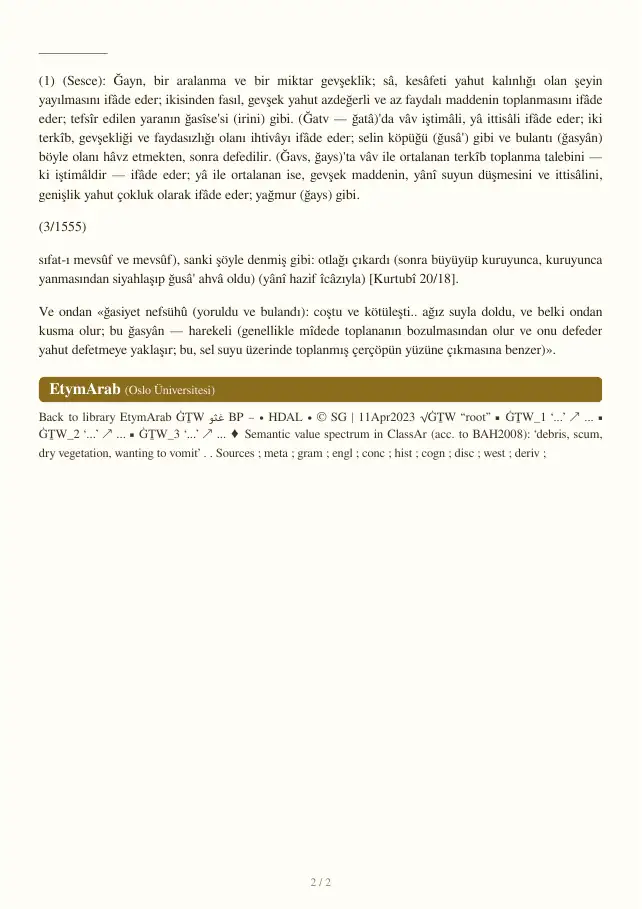 (1) (Sesce): Ğayn, bir aralanma ve bir miktar gevşeklik; sâ, kesâfeti yahut kalınlığı olan şeyin
yayılmasını ifâde eder; ikisinden fasıl, gevşek yahut azdeğerli ve az faydalı maddenin toplanmasını ifâde
eder; tefsîr edilen yaranın ğasîse'si (irini) gibi. (Ğatv — ğatâ)'da vâv iştimâli, yâ ittisâli ifâde eder; iki
terkîb, gevşekliği ve faydasızlığı olanı ihtivâyı ifâde eder; selin köpüğü (ğusâ') gibi ve bulantı (ğasyân)
böyle olanı hâvz etmekten, sonra defedilir. (Ğavs, ğays)'ta vâv ile ortalanan terkîb toplanma talebini —
ki iştimâldir — ifâde eder; yâ ile ortalanan ise, gevşek maddenin, yânî suyun düşmesini ve ittisâlini,
genişlik yahut çokluk olarak ifâde eder; yağmur (ğays) gibi.
(3/1555)
sıfat-ı mevsûf ve mevsûf), sanki şöyle denmiş gibi: otlağı çıkardı (sonra büyüyüp kuruyunca, kuruyunca
yanmasından siyahlaşıp ğusâ' ahvâ oldu) (yânî hazif îcâzıyla) [Kurtubî 20/18].
Ve ondan «ğasiyet nefsühû (yoruldu ve bulandı): coştu ve kötüleşti.. ağız suyla doldu, ve belki ondan
kusma olur; bu ğasyân — harekeli (genellikle mîdede toplananın bozulmasından olur ve onu defeder
yahut defetmeye yaklaşır; bu, sel suyu üzerinde toplanmış çerçöpün yüzüne çıkmasına benzer)».
EtymArab (Oslo Üniversitesi)
Back to library EtymArab ĠṮW غثو BP – • HDAL • © SG | 11Apr2023 √ĠṮW “root” ▪ ĠṮW_1 ‘...’ ↗ ... ▪
ĠṮW_2 ‘...’ ↗ ... ▪ ĠṮW_3 ‘...’ ↗ ... ♦ Semantic value spectrum in ClassAr (acc. to BAH2008): ‘debris, scum,
dry vegetation, wanting to vomit’ . . Sources ; meta ; gram ; engl ; conc ; hist ; cogn ; disc ; west ; deriv ;
2 / 2